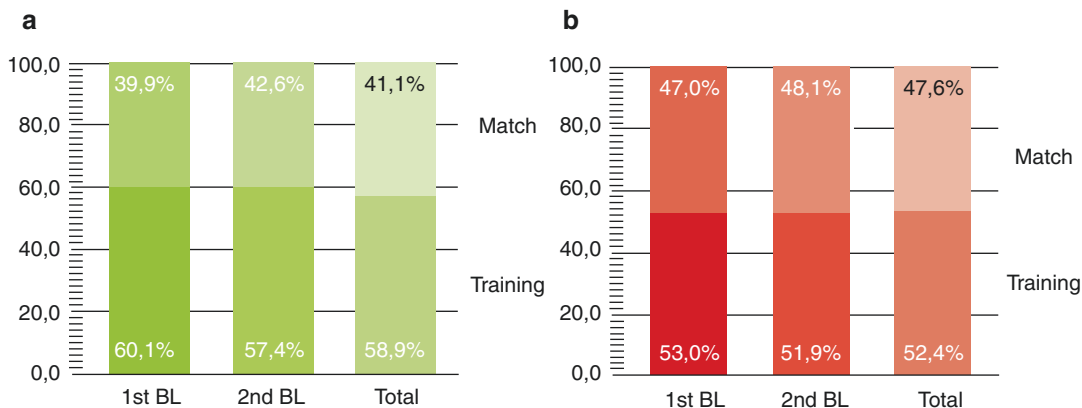 a
100,0
80,0
60,0
40,0
20,0
0,0
39,9%
42,6%
41,1%
Match
Training
60,1%
57,4%
58,9%
1st BL
2nd BL
Total
b
100,0
80,0
60,0
40,0
20,0
0,0
47,0%
48,1%
47,6%
Match
Training
53,0%
51,9%
52,4%
1st BL
2nd BL
Total